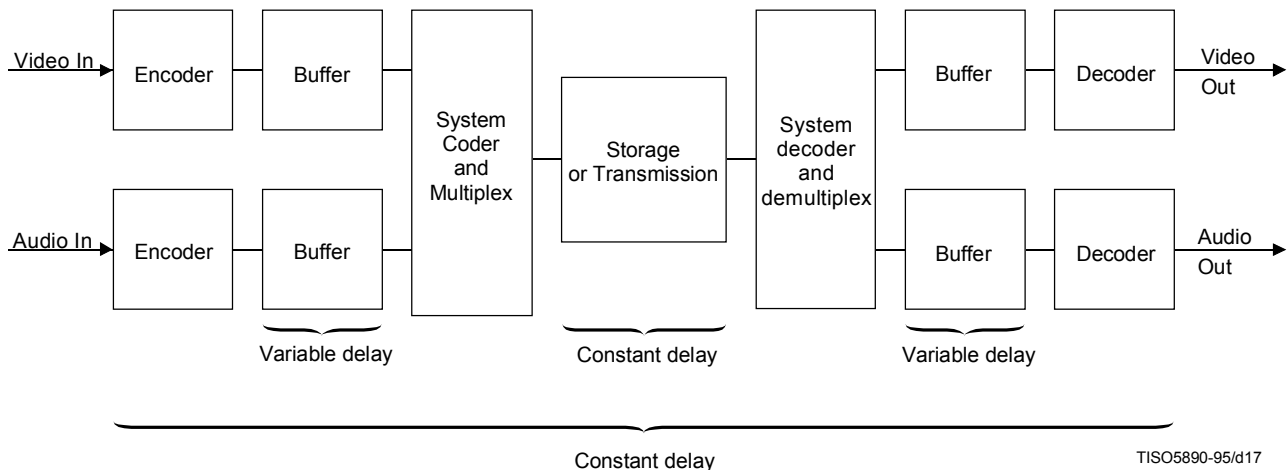 Video In
Encoder
Buffer
System
Coder
and
Multiplex
Storage
or Transmission
System
decoder
and
demultiplex
Buffer
Decoder
Video
Out
Audio In
Encoder
Buffer
Buffer
Decoder
Audio
Out
Variable delay
Constant delay
Variable delay
Constant delay
TISO5890-95/d17